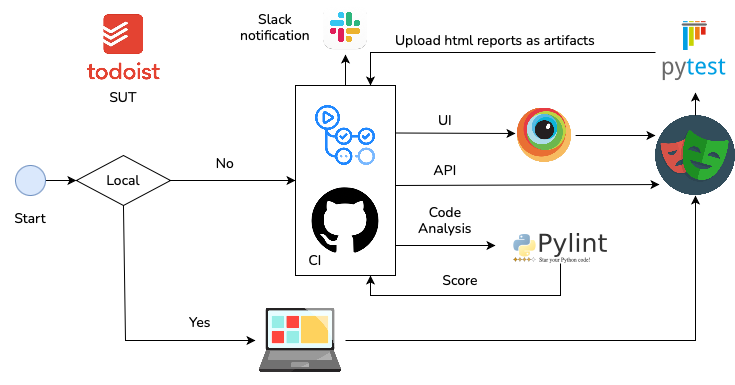 Slack
notification
Upload html reports as artifacts
pytest
todoist
SUT
UI
API
No
Local
Start
Code
Analysis
Pylint
Star your Python code!
CI
Score
Yes